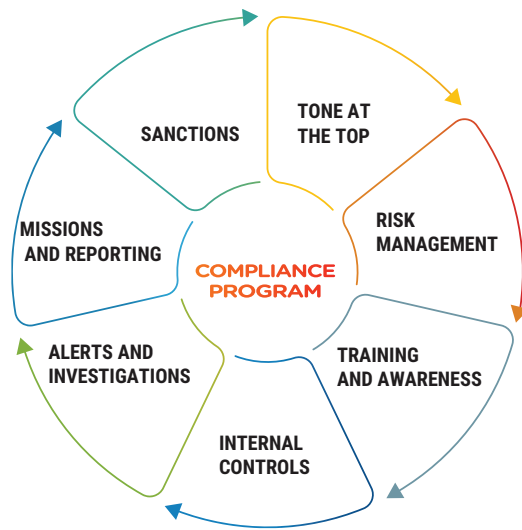 TONE AT
THE TOP
RISK
MANAGEMENT
TRAINING
AND AWARENESS
INTERNAL
CONTROLS
ALERTS AND
INVESTIGATIONS
MISSIONS
AND REPORTING
SANCTIONS
COMPLIANCE
PROGRAM